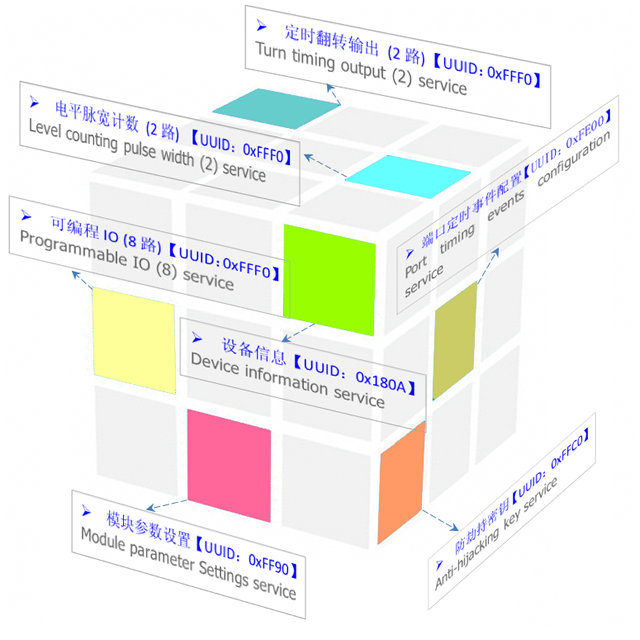 ➢ 定时翻转输出 (2 路)【UUID: 0xFFF0】
Turn timing output (2) service
➢ 电平脉宽计数 (2 路)【UUID: 0xFFF0】
Level counting pulse width (2) service
➢ 端口定时事件配置【UUID: 0xFE00】
Port timing events configuration
service
➢ 可编程 IO (8 路)【UUID: 0xFFF0】
Programmable IO (8) service
➢ 设备信息【UUID: 0x180A】
Device information service
➢ 防劫持密钥【UUID: 0xFFC0】
Anti-hijacking key service
➢ 模块参数设置【UUID: 0xFF90】
Module parameter Settings service